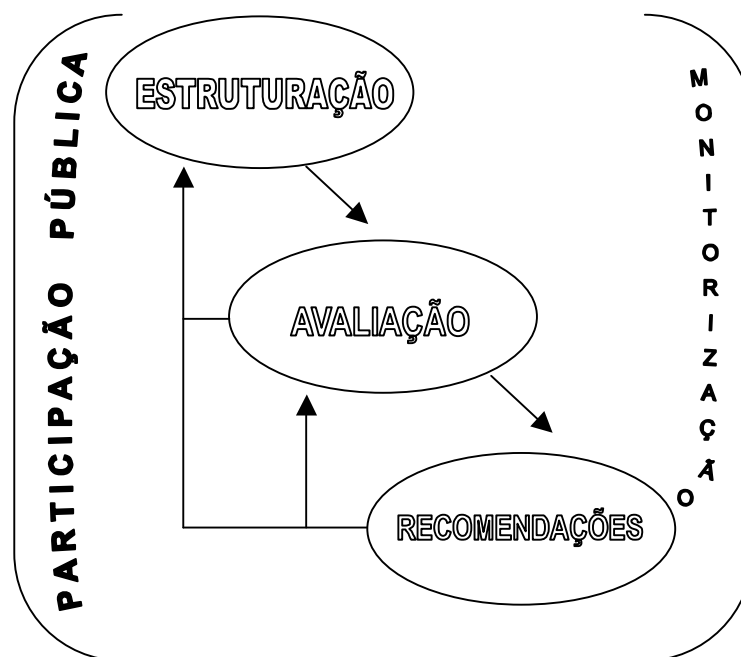 PARTICIPAÇÃO PÚBLICA
ESTRUTURAÇÃO
AVALIAÇÃO
RECOMENDAÇÕES
MONITORIZAÇÃO